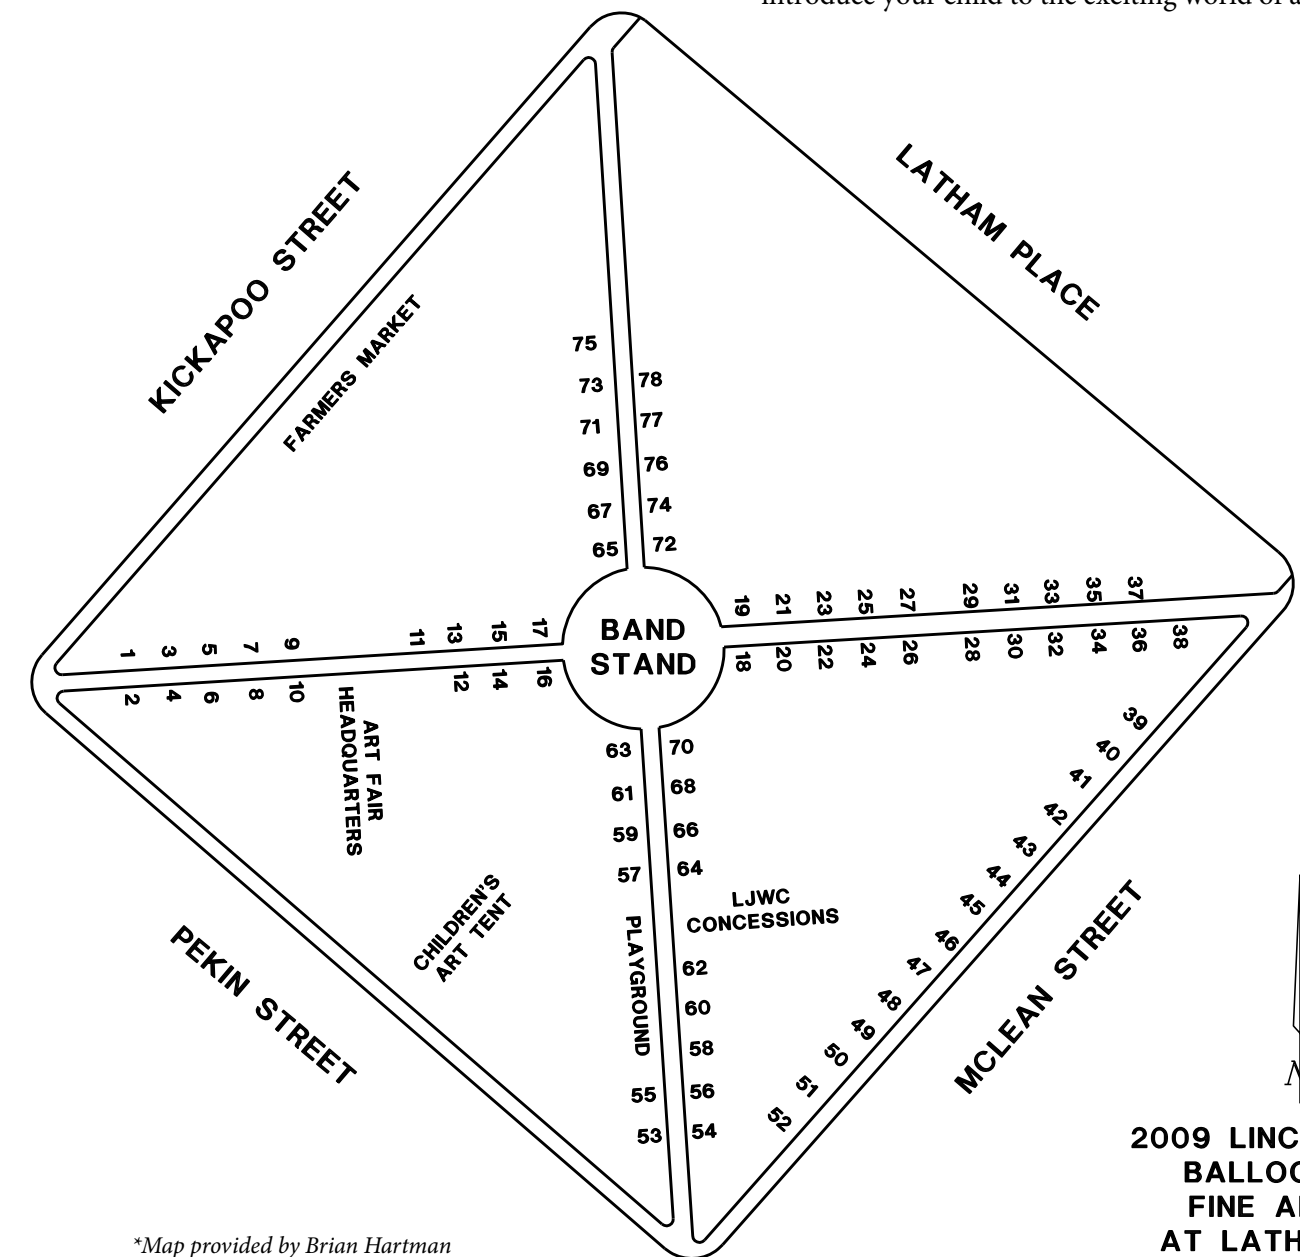 introduce your child to the exciting world of a
LATHAM PLACE
KICKAPOO STREET
FARMERS MARKET
75
73
71
69
67
65
78
77
76
74
72
BAND
STAND
1 3 5 7 9 11 13 15 17
2 4 6 8 10 12 14 16
19 21 23 25 27 29 31 33 35 37
18 20 22 24 26 28 30 32 34 36 38
ART FAIR
HEADQUARTERS
CHILDREN'S
ART TENT
63
61
59
57
PLAYGROUND
55
53
70
68
66
64
LJWC
CONCESSIONS
62
60
58
56
54
39
40
41
42
43
44
45
46
47
48
49
50
51
52
PEKIN STREET
MCLEAN STREET
N
2009 LINC
BALLOO
FINE A
AT LATH
*Map provided by Brian Hartman